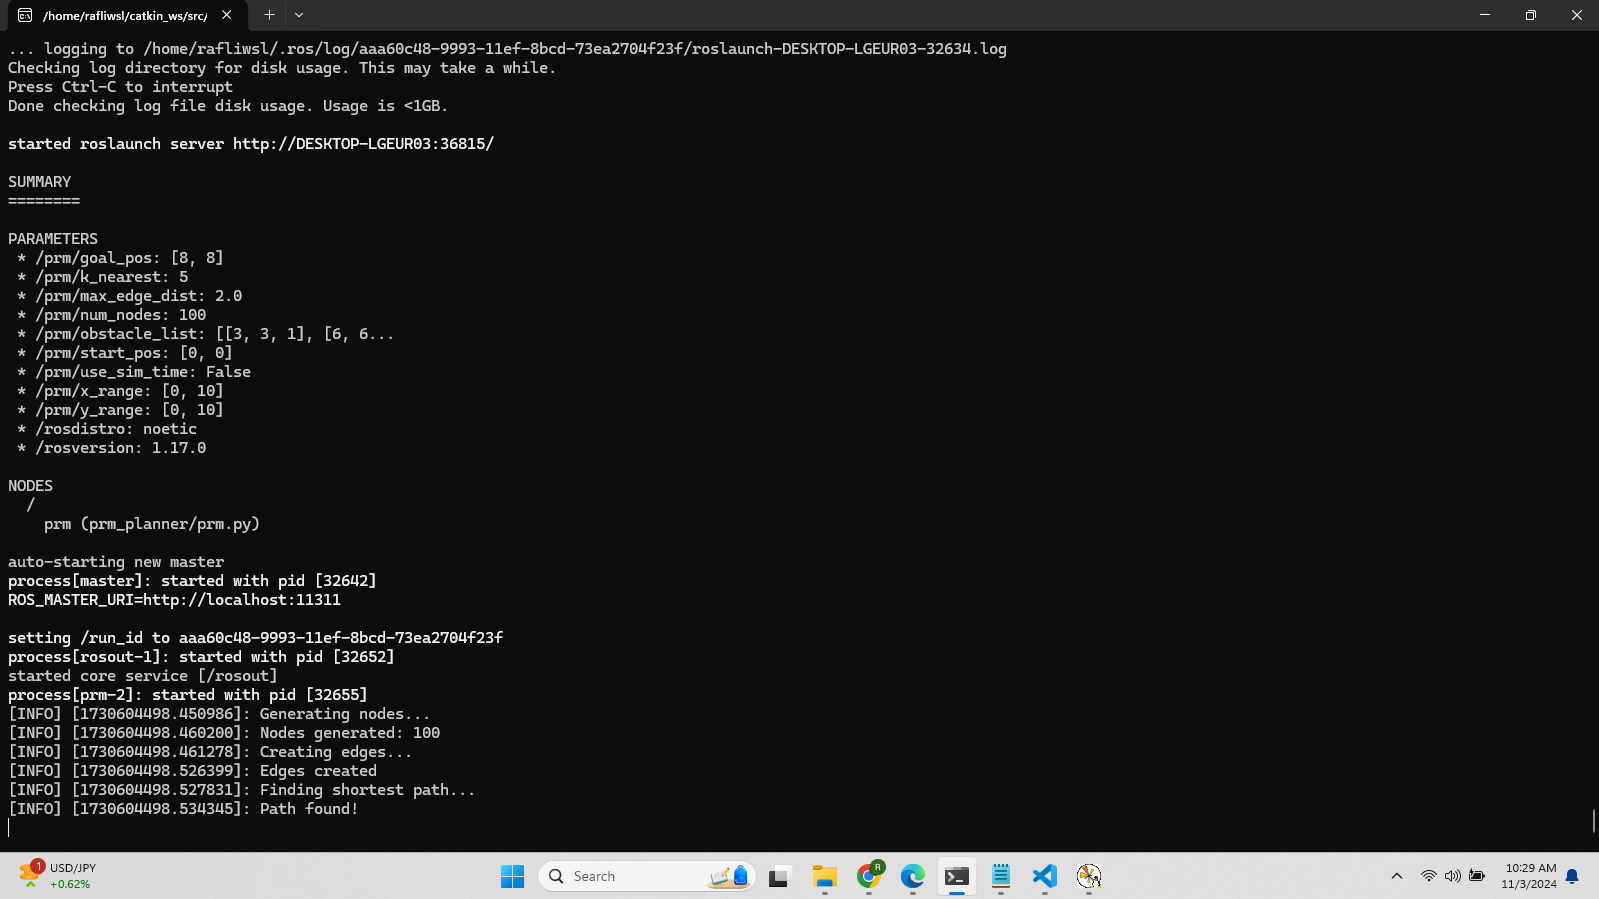 /home/rafliwsl/catkin_ws/src/
... logging to /home/rafliwsl/.ros/log/aaa60c48-9993-11ef-8bcd-73ea2704f23f/roslaunch-DESKTOP-LGEUR03-32634.log
Checking log directory for disk usage. This may take a while.
Press Ctrl-C to interrupt
Done checking log file disk usage. Usage is <1GB.
started roslaunch server http://DESKTOP-LGEUR03:36815/
SUMMARY
========
PARAMETERS
* /prm/goal_pos: [8, 8]
* /prm/k_nearest: 5
* /prm/max_edge_dist: 2.0
* /prm/num_nodes: 100
* /prm/obstacle_list: [[3, 3, 1], [6, 6...
* /prm/start_pos: [0, 0]
* /prm/use_sim_time: False
* /prm/x_range: [0, 10]
* /prm/y_range: [0, 10]
* /rosdistro: noetic
* /rosversion: 1.17.0
NODES
/
prm (prm_planner/prm.py)
auto-starting new master
process[master]: started with pid [32642]
ROS_MASTER_URI=http://localhost:11311
setting /run_id to aaa60c48-9993-11ef-8bcd-73ea2704f23f
process[rosout-1]: started with pid [32652]
started core service [/rosout]
process[prm-2]: started with pid [32655]
[INFO] [1730604498.450986]: Generating nodes...
[INFO] [1730604498.460200]: Nodes generated: 100
[INFO] [1730604498.461278]: Creating edges...
[INFO] [1730604498.526399]: Edges created
[INFO] [1730604498.527831]: Finding shortest path...
[INFO] [1730604498.534345]: Path found!
1
USD/JPY
+0.62%
Search
R
10:29 AM
11/3/2024